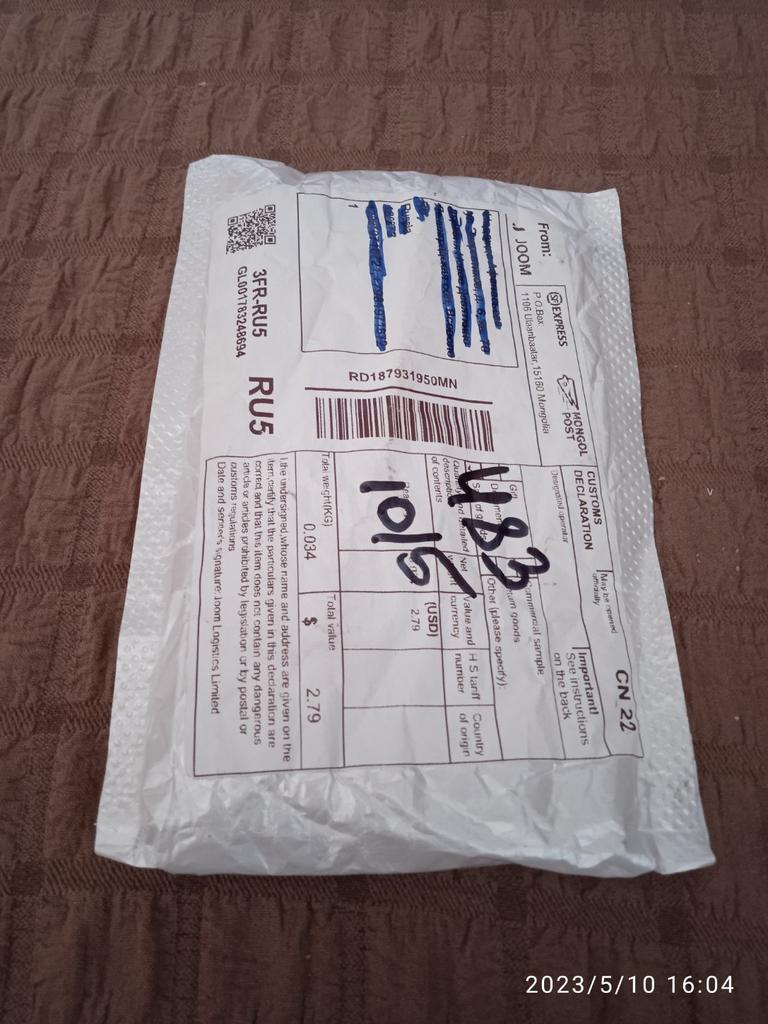 From:
JOOM
SF EXPRESS
MONGOL
POST
P.O.Box
1106 Ulaanbaatar, 15160 Mongolia
Russia
1
3FR-RU5
GL001783248694
RU5
RD187931950MN
CUSTOMS
DECLARATION
May be opened
officially
CN 22
Designated operator
Important!
See instructions
on the back
Commercial sample
Other (please specify):
Quantity and detailed
description
of contents
Net
Value and
currency
H S tariff
number
Country
of origin
(USD)
2.79
483
10/5
Total weight(KG)
0.034
Total value
$ 2.79
I,the undersigned,whose name and address are given on the
item,certify that the particulars given in this declaration are
correct and that this item does not contain any dangerous
article or articles prohibited by legislation or by postal or
customs regulations
Date and sender's signature: Joom Logistics Limited
2023/5/10 16:04